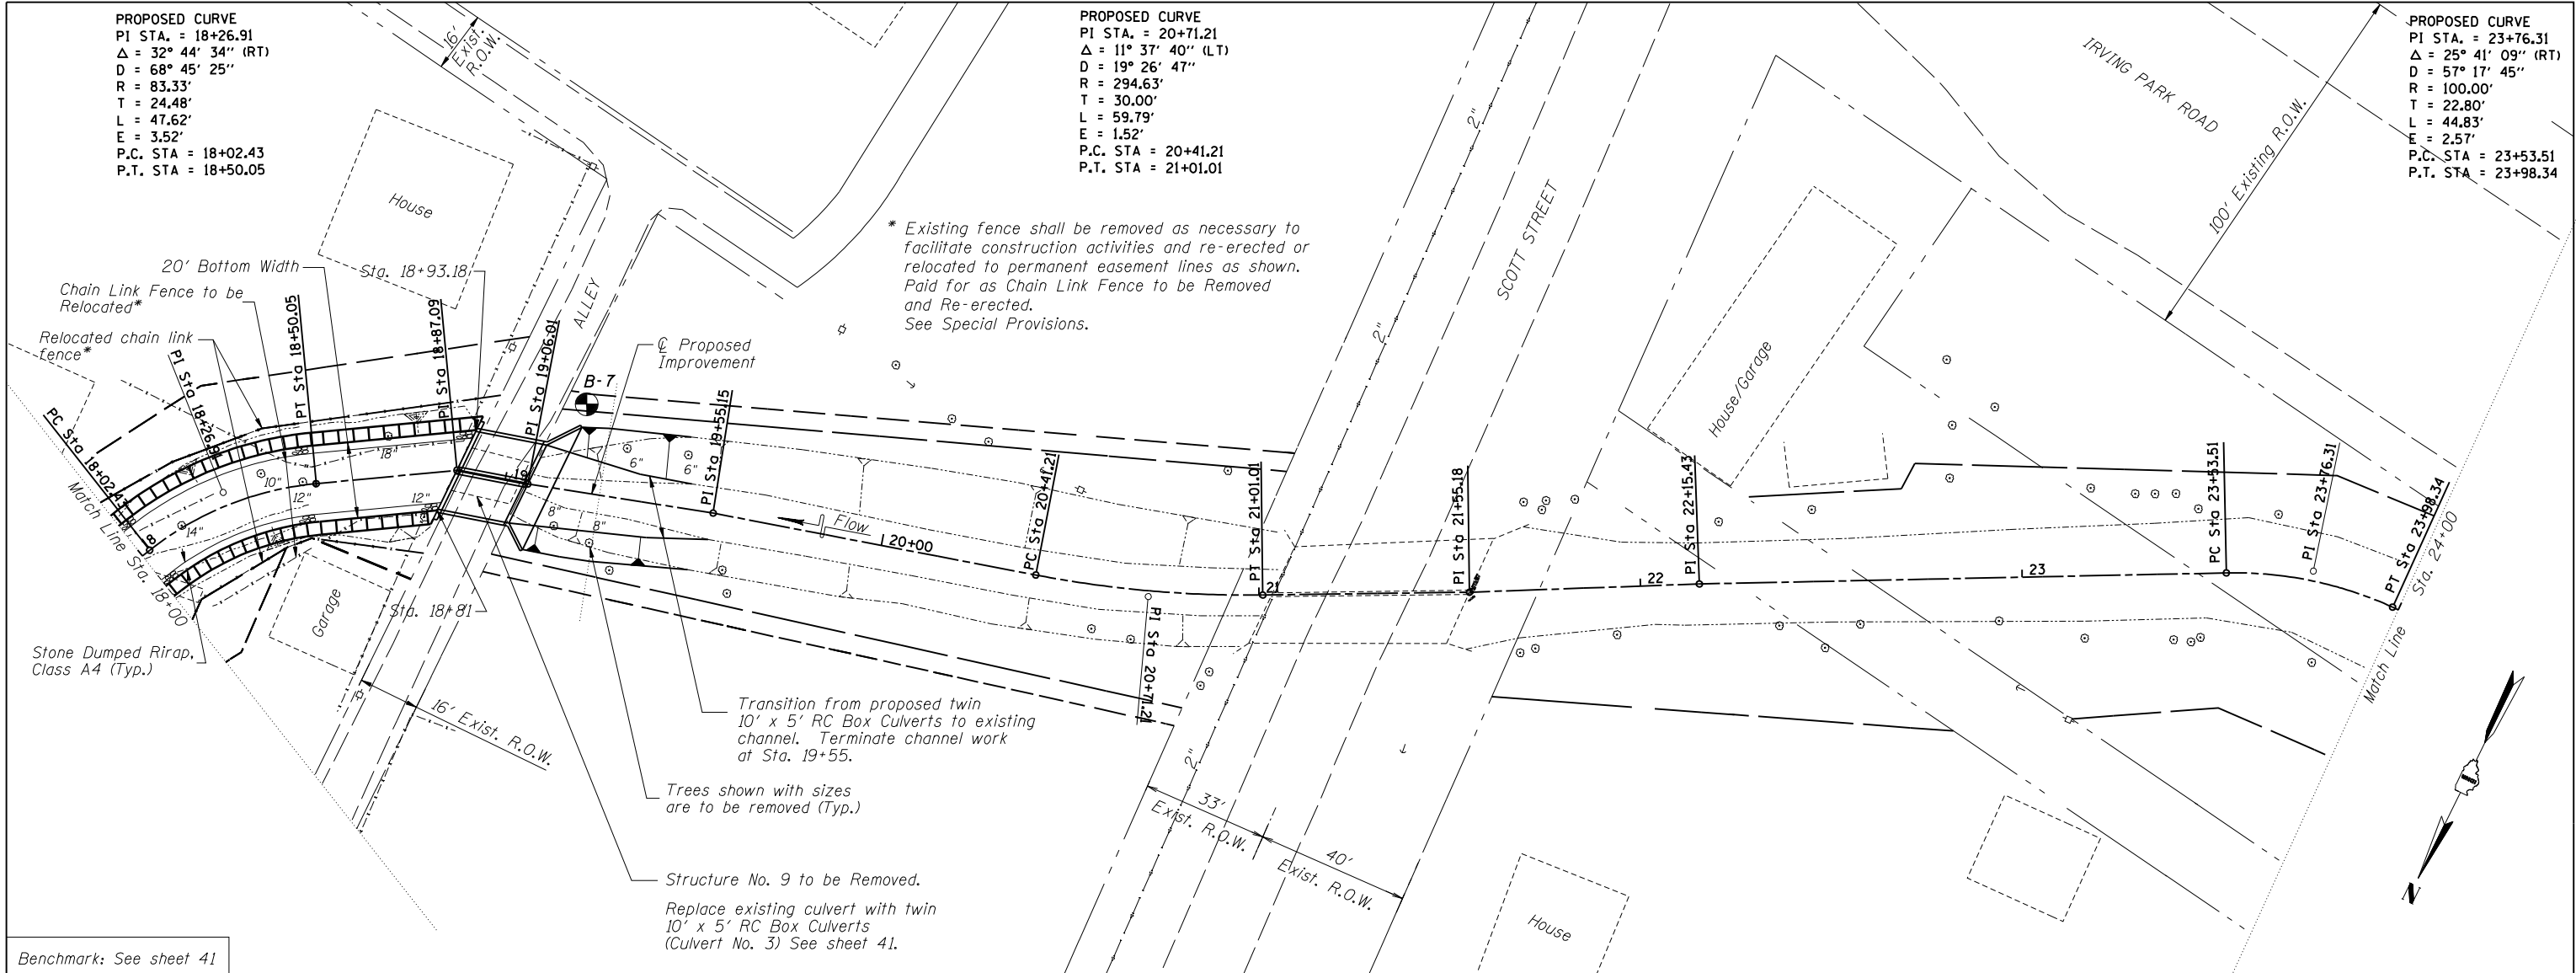 PROPOSED CURVE
PI STA. = 18+26.91
Δ = 32° 44' 34'' (RT)
D = 68° 45' 25''
R = 83.33'
T = 24.48'
L = 47.62'
E = 3.52'
P.C. STA = 18+02.43
P.T. STA = 18+50.05
16'
Exist.
R.O.W.
PROPOSED CURVE
PI STA. = 20+71.21
Δ = 11° 37' 40'' (LT)
D = 19° 26' 47''
R = 294.63'
T = 30.00'
L = 59.79'
E = 1.52'
P.C. STA = 20+41.21
P.T. STA = 21+01.01
PROPOSED CURVE
PI STA. = 23+76.31
Δ = 25° 41' 09'' (RT)
D = 57° 17' 45''
R = 100.00'
T = 22.80'
L = 44.83'
E = 2.57'
P.C. STA = 23+53.51
P.T. STA = 23+98.34
IRVING PARK ROAD
100' Existing R.O.W.
House
2"
2"
2"
SCOTT STREET
ALLEY
* Existing fence shall be removed as necessary to
facilitate construction activities and re-erected or
relocated to permanent easement lines as shown.
Paid for as Chain Link Fence to be Removed
and Re-erected.
See Special Provisions.
20' Bottom Width
Sta. 18+93.18
Chain Link Fence to be
Relocated*
Relocated chain link
fence*
℄ Proposed
Improvement
B-7
House/Garage
PC Sta 18+02.43
PI Sta 18+26.91
PT Sta 18+50.05
PI Sta 18+87.09
PI Sta 19+06.01
PI Sta 19+55.15
PC Sta 20+41.21
PT Sta 21+01.01
PI Sta 21+55.18
PI Sta 22+15.43
PC Sta 23+53.51
PI Sta 23+76.31
PT Sta 23+98.34
PI Sta 20+71.21
18"
10"
12"
12"
14"
6"
6"
8"
8"
18
19
20+00
21
22
23
Flow
Match Line Sta. 18+00
Match Line Sta. 24+00
Garage
Sta. 18+81
Stone Dumped Rirap,
Class A4 (Typ.)
16' Exist. R.O.W.
Transition from proposed twin
10' x 5' RC Box Culverts to existing
channel. Terminate channel work
at Sta. 19+55.
Trees shown with sizes
are to be removed (Typ.)
33'
Exist. R.O.W.
40'
Exist. R.O.W.
Structure No. 9 to be Removed.
Replace existing culvert with twin
10' x 5' RC Box Culverts
(Culvert No. 3) See sheet 41.
House
N
Benchmark: See sheet 41